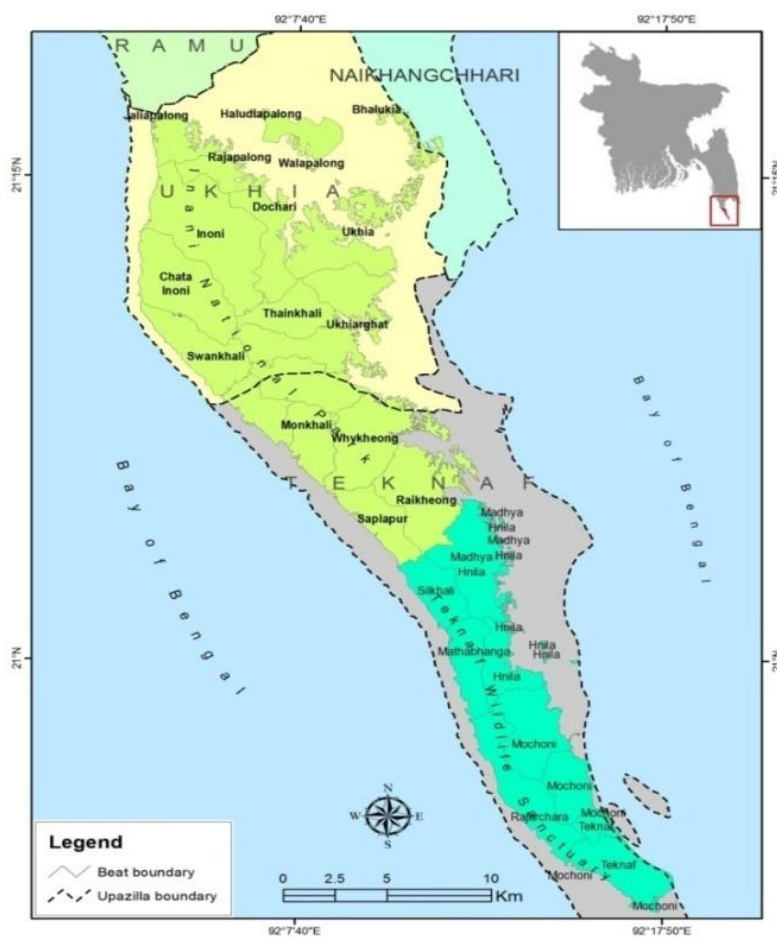 92°7'40"E
92°17'50"E
R A M U
NAIKHANGCHHARI
Jaliapalong
Haludiapalong
Bhalukia
Rajapalong
Walapalong
21°15'N
21°15'N
U K H I A
Dochari
Inoni
Ukhia
Chata
Inoni
Thainkhali
Ukhiarghat
Swankhali
Inani National Park
Monkhali
Whykheong
T E K N A F
Raikheong
Saplapur
Madhya
Hnila
Madhya
Madhya
Hnila
Hnila
Silkhali
Bay of Bengal
Bay of Bengal
Hnila
Hnila
Mathabhanga
Hnila
21°N
21°N
Hnila
Teknaf Wildlife Sanctuary
Mochoni
Mochoni
Mochoni
Rajarchara
Teknaf
Teknaf
Mochoni
Mochoni
N
W
E
S
Legend
Beat boundary
Upazilla boundary
0 2.5 5 10
Km
92°7'40"E
92°17'50"E